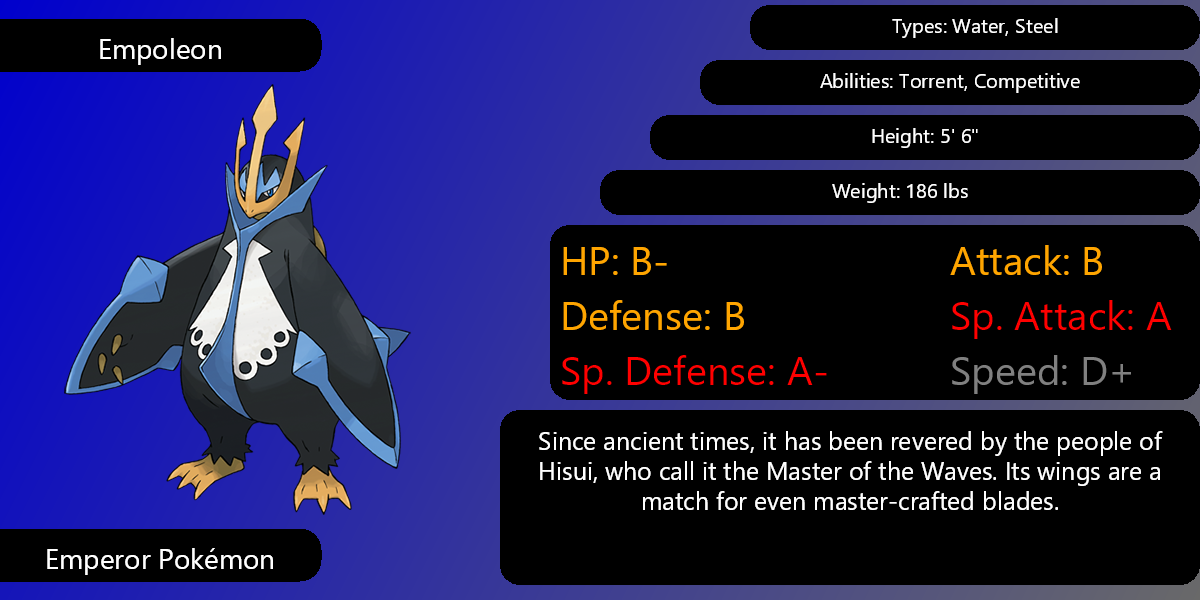 Empoleon
Types: Water, Steel
Abilities: Torrent, Competitive
Height: 5' 6"
Weight: 186 lbs
HP: B-
Attack: B
Defense: B
Sp. Attack: A
Sp. Defense: A-
Speed: D+
Since ancient times, it has been revered by the people of
Hisui, who call it the Master of the Waves. Its wings are a
match for even master-crafted blades.
Emperor Pokémon